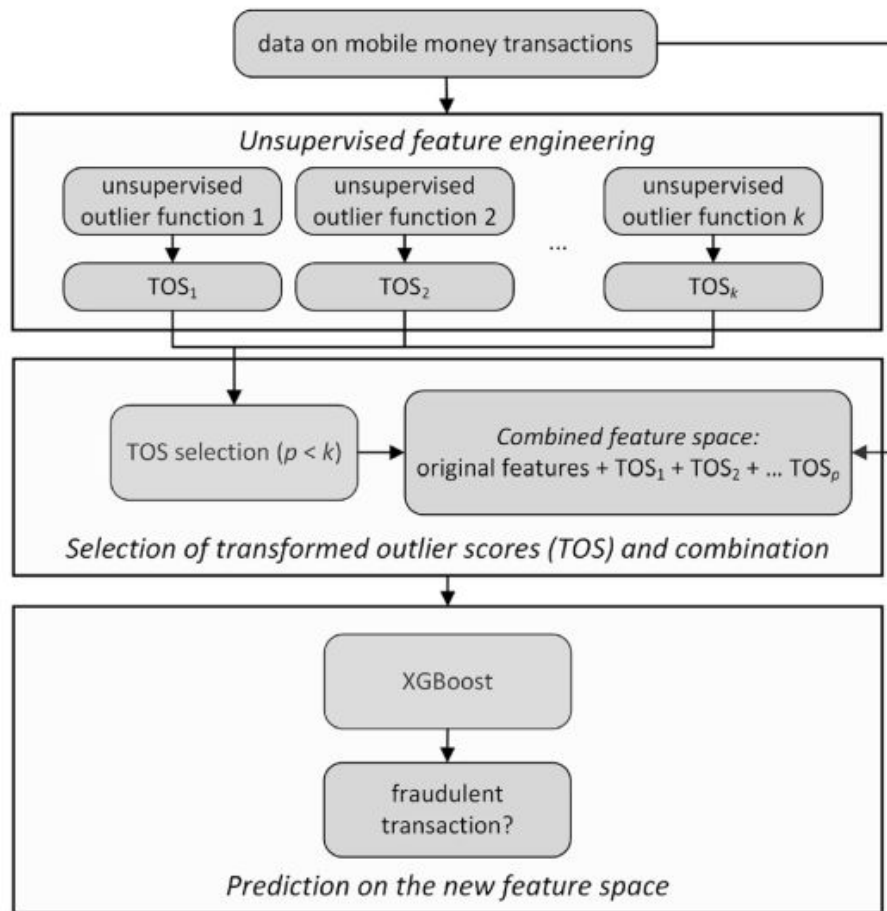 data on mobile money transactions
Unsupervised feature engineering
unsupervised
outlier function 1
unsupervised
outlier function 2
unsupervised
outlier function k
...
TOS₁
TOS₂
TOSₖ
TOS selection (p < k)
Combined feature space:
original features + TOS₁ + TOS₂ + ... TOSₚ
Selection of transformed outlier scores (TOS) and combination
XGBoost
fraudulent
transaction?
Prediction on the new feature space